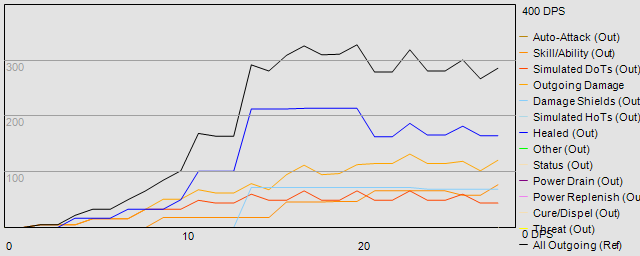 400 DPS
Auto-Attack (Out)
Skill/Ability (Out)
300
Simulated DoTs (Out)
Outgoing Damage
Damage Shields (Out
200
Simulated HoTs (Out)
Healed (Out)
Other (Out)
Status (Out)
100
Power Drain (Out)
Power Replenish (Ou
Cure/Dispel (Out)
Threat (Out)
0 DPS
0
10
20
All Outgoing (Ref)